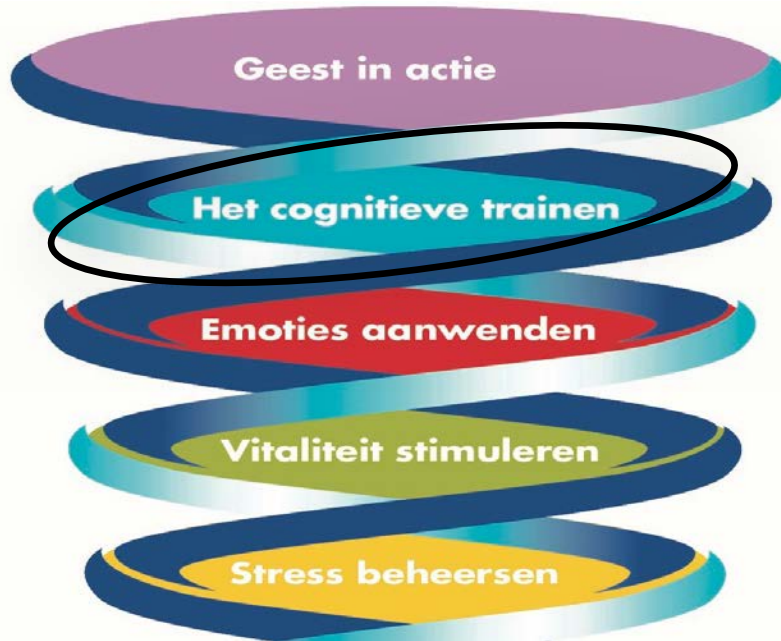 Geest in actie
Het cognitieve trainen
Emoties aanwenden
Vitaliteit stimuleren
Stress beheersen